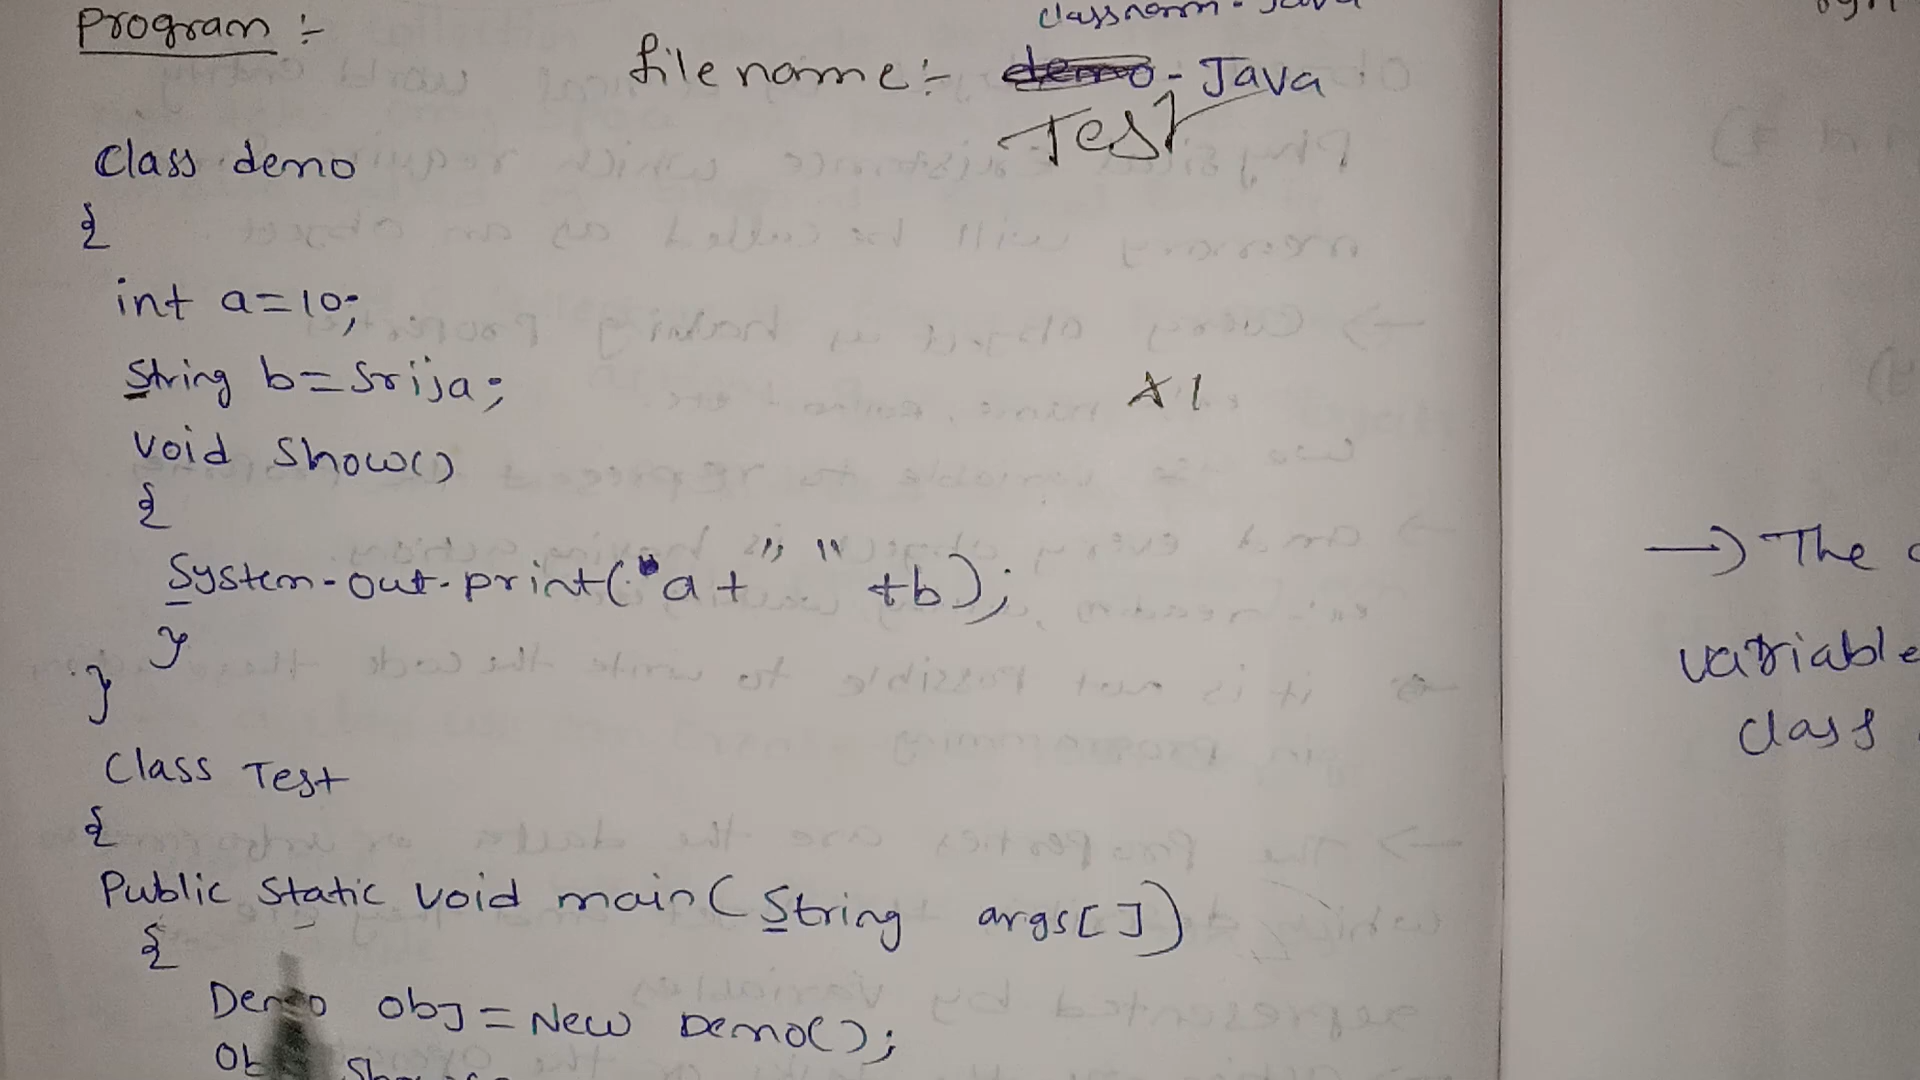 Program :-
classname. Java
file name:- demo - Java
Test
Class demo
{
int a=10;
String b=Srija;
A1
void show()
{
System-out-print("a+" "+b);
}
}
Class Test
{
Public Static void main(String args[])
{
Demo obj=New Demo();
→ The
variable
class